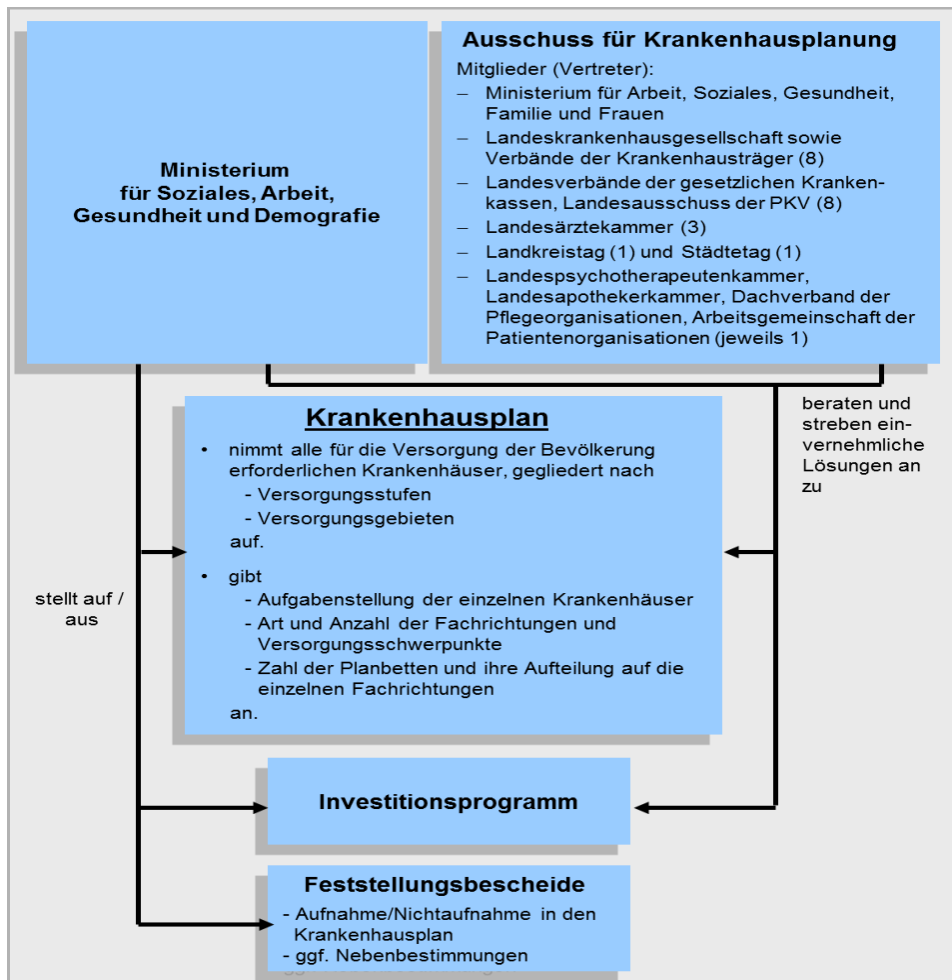 Ministerium
für Soziales, Arbeit,
Gesundheit und Demografie
Ausschuss für Krankenhausplanung
Mitglieder (Vertreter):
– Ministerium für Arbeit, Soziales, Gesundheit,
Familie und Frauen
– Landeskrankenhausgesellschaft sowie
Verbände der Krankenhausträger (8)
– Landesverbände der gesetzlichen Kranken-
kassen, Landesausschuss der PKV (8)
– Landesärztekammer (3)
– Landkreistag (1) und Städtetag (1)
– Landespsychotherapeutenkammer,
Landesapothekerkammer, Dachverband der
Pflegeorganisationen, Arbeitsgemeinschaft der
Patientenorganisationen (jeweils 1)
beraten und
streben ein-
vernehmliche
Lösungen an
zu
Krankenhausplan
• nimmt alle für die Versorgung der Bevölkerung
erforderlichen Krankenhäuser, gegliedert nach
- Versorgungsstufen
- Versorgungsgebieten
auf.
• gibt
- Aufgabenstellung der einzelnen Krankenhäuser
- Art und Anzahl der Fachrichtungen und
Versorgungsschwerpunkte
- Zahl der Planbetten und ihre Aufteilung auf die
einzelnen Fachrichtungen
an.
stellt auf /
aus
Investitionsprogramm
Feststellungsbescheide
- Aufnahme/Nichtaufnahme in den
Krankenhausplan
- ggf. Nebenbestimmungen